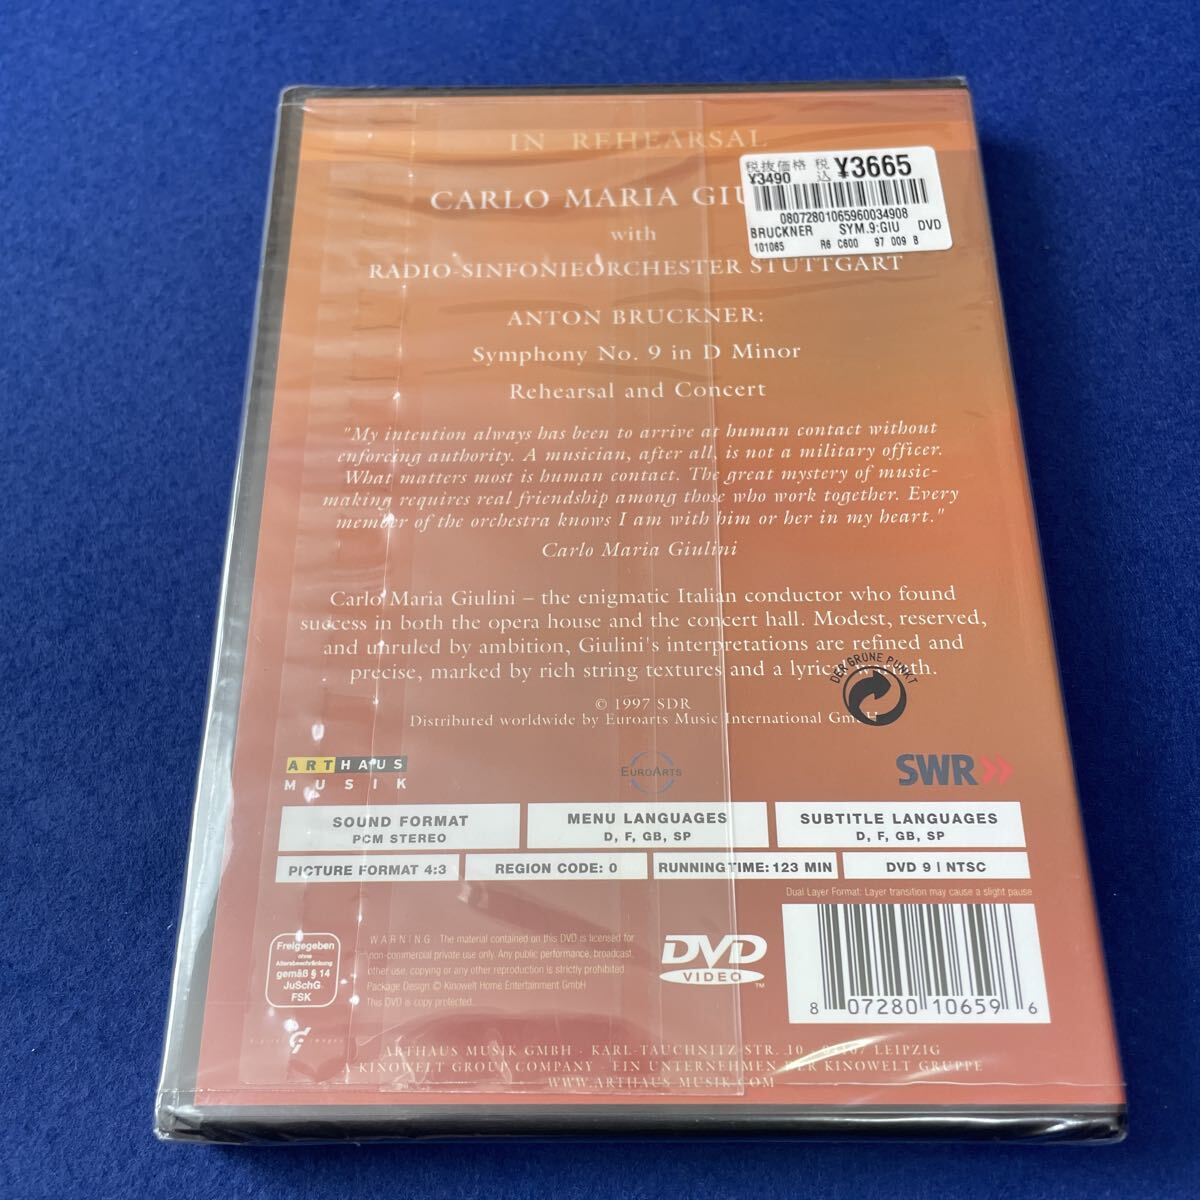 IN REHEARSAL
税抜価格 税込 ¥3665
¥3490
08072801065960034908
BRUCKNER SYM.9:GIU DVD
101065 R6 C600 97 009 B
CARLO MARIA GIU
with
RADIO-SINFONIEORCHESTER STUTTGART
ANTON BRUCKNER:
Symphony No. 9 in D Minor
Rehearsal and Concert
"My intention always has been to arrive at human contact without
enforcing authority. A musician, after all, is not a military officer.
What matters most is human contact. The great mystery of music-
making requires real friendship among those who work together. Every
member of the orchestra knows I am with him or her in my heart."
Carlo Maria Giulini
Carlo Maria Giulini – the enigmatic Italian conductor who found
success in both the opera house and the concert hall. Modest, reserved,
and unruled by ambition, Giulini's interpretations are refined and
precise, marked by rich string textures and a lyrical warmth.
DER GRÜNE PUNKT
© 1997 SDR
Distributed worldwide by Euroarts Music International GmbH
ARTHAUS
MUSIK
EUROARTS
SWR
SOUND FORMAT
PCM STEREO
MENU LANGUAGES
D, F, GB, SP
SUBTITLE LANGUAGES
D, F, GB, SP
PICTURE FORMAT 4:3
REGION CODE: 0
RUNNING TIME: 123 MIN
DVD 9 | NTSC
Dual Layer Format: Layer transition may cause a slight pause
Freigegeben
ohne
Altersbeschränkung
gemäß § 14
JuSchG
FSK
WARNING The material contained on this DVD is licensed for
non-commercial private use only. Any public performance, broadcast,
other use, copying or any other reproduction is strictly prohibited.
Package Design © Kinowelt Home Entertainment GmbH
This DVD is copy protected.
DVD
VIDEO
TM
8 07280 10659 6
digital images
ARTHAUS MUSIK GMBH · KARL-TAUCHNITZ-STR. 10 · 04107 LEIPZIG
A KINOWELT GROUP COMPANY · EIN UNTERNEHMEN DER KINOWELT GRUPPE
WWW.ARTHAUS-MUSIK.COM